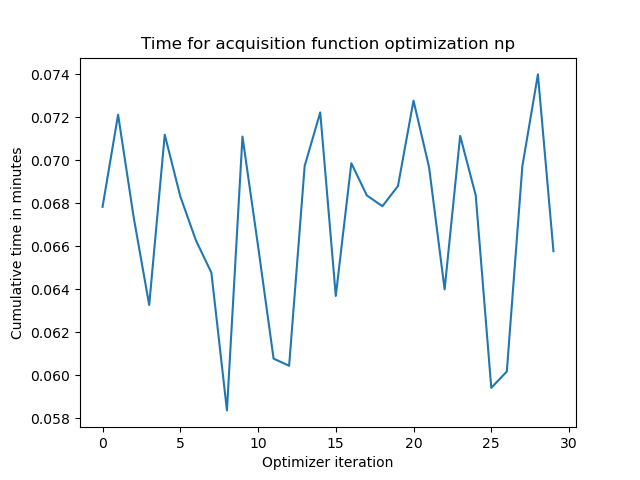 Time for acquisition function optimization np
Cumulative time in minutes
0.074
0.072
0.070
0.068
0.066
0.064
0.062
0.060
0.058
0 5 10 15 20 25 30
Optimizer iteration